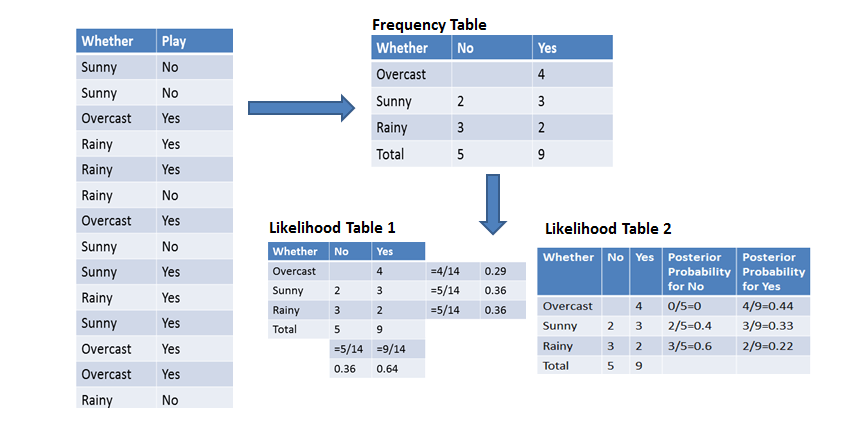 Whether Play
Sunny No
Sunny No
Overcast Yes
Rainy Yes
Rainy Yes
Rainy No
Overcast Yes
Sunny No
Sunny Yes
Rainy Yes
Sunny Yes
Overcast Yes
Overcast Yes
Rainy No
Frequency Table
Whether No Yes
Overcast 4
Sunny 2 3
Rainy 3 2
Total 5 9
Likelihood Table 1
Whether No Yes
Overcast 4 =4/14 0.29
Sunny 2 3 =5/14 0.36
Rainy 3 2 =5/14 0.36
Total 5 9
=5/14 =9/14
0.36 0.64
Likelihood Table 2
Whether No Yes Posterior Posterior
Probability Probability
for No for Yes
Overcast 4 0/5=0 4/9=0.44
Sunny 2 3 2/5=0.4 3/9=0.33
Rainy 3 2 3/5=0.6 2/9=0.22
Total 5 9